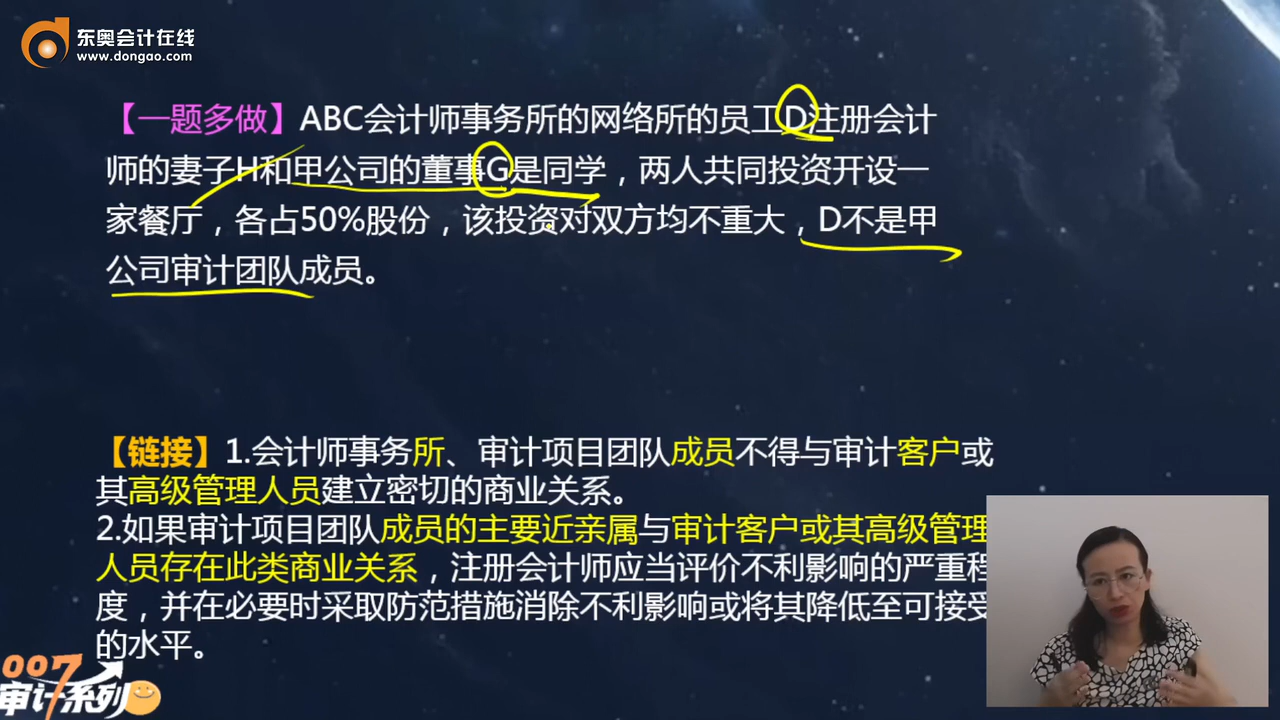 东奥会计在线
www.dongao.com
【一题多做】ABC会计师事务所的网络所的员工D注册会计
师的妻子H和甲公司的董事G是同学，两人共同投资开设一
家餐厅，各占50%股份，该投资对双方均不重大，D不是甲
公司审计团队成员。
【链接】1.会计师事务所、审计项目团队成员不得与审计客户或
其高级管理人员建立密切的商业关系。
2.如果审计项目团队成员的主要近亲属与审计客户或其高级管理
人员存在此类商业关系，注册会计师应当评价不利影响的严重程
度，并在必要时采取防范措施消除不利影响或将其降低至可接受
的水平。
007
审计系列